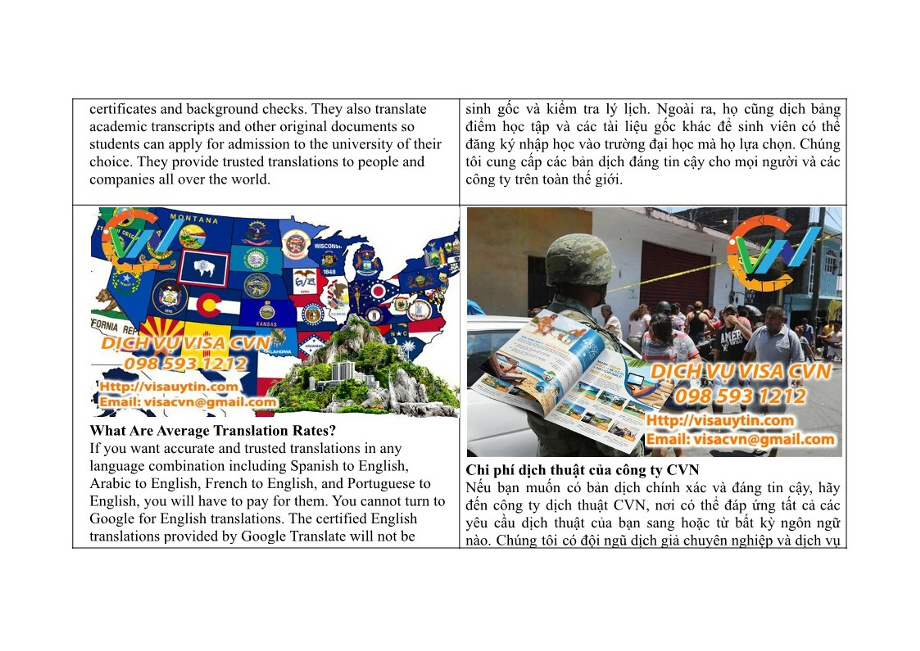 certificates and background checks. They also translate
academic transcripts and other original documents so
students can apply for admission to the university of their
choice. They provide trusted translations to people and
companies all over the world.
sinh gốc và kiểm tra lý lịch. Ngoài ra, họ cũng dịch bảng
điểm học tập và các tài liệu gốc khác để sinh viên có thể
đăng ký nhập học vào trường đại học mà họ lựa chọn. Chúng
tôi cung cấp các bản dịch đáng tin cậy cho mọi người và các
công ty trên toàn thế giới.
MONTANA
WISCONSIN
1848
KANSAS
OKLAHOMA
ARKANSAS
CALIFORNIA REP
CVN
DỊCH VỤ VISA CVN
098 593 1212
Http://visauytin.com
Email: visacvn@gmail.com
What Are Average Translation Rates?
If you want accurate and trusted translations in any
language combination including Spanish to English,
Arabic to English, French to English, and Portuguese to
English, you will have to pay for them. You cannot turn to
Google for English translations. The certified English
translations provided by Google Translate will not be
CVN
DỊCH VỤ VISA CVN
098 593 1212
Http://visauytin.com
Email: visacvn@gmail.com
Chi phí dịch thuật của công ty CVN
Nếu bạn muốn có bản dịch chính xác và đáng tin cậy, hãy
đến công ty dịch thuật CVN, nơi có thể đáp ứng tất cả các
yêu cầu dịch thuật của bạn sang hoặc từ bất kỳ ngôn ngữ
nào. Chúng tôi có đội ngũ dịch giả chuyên nghiệp và dịch vụ